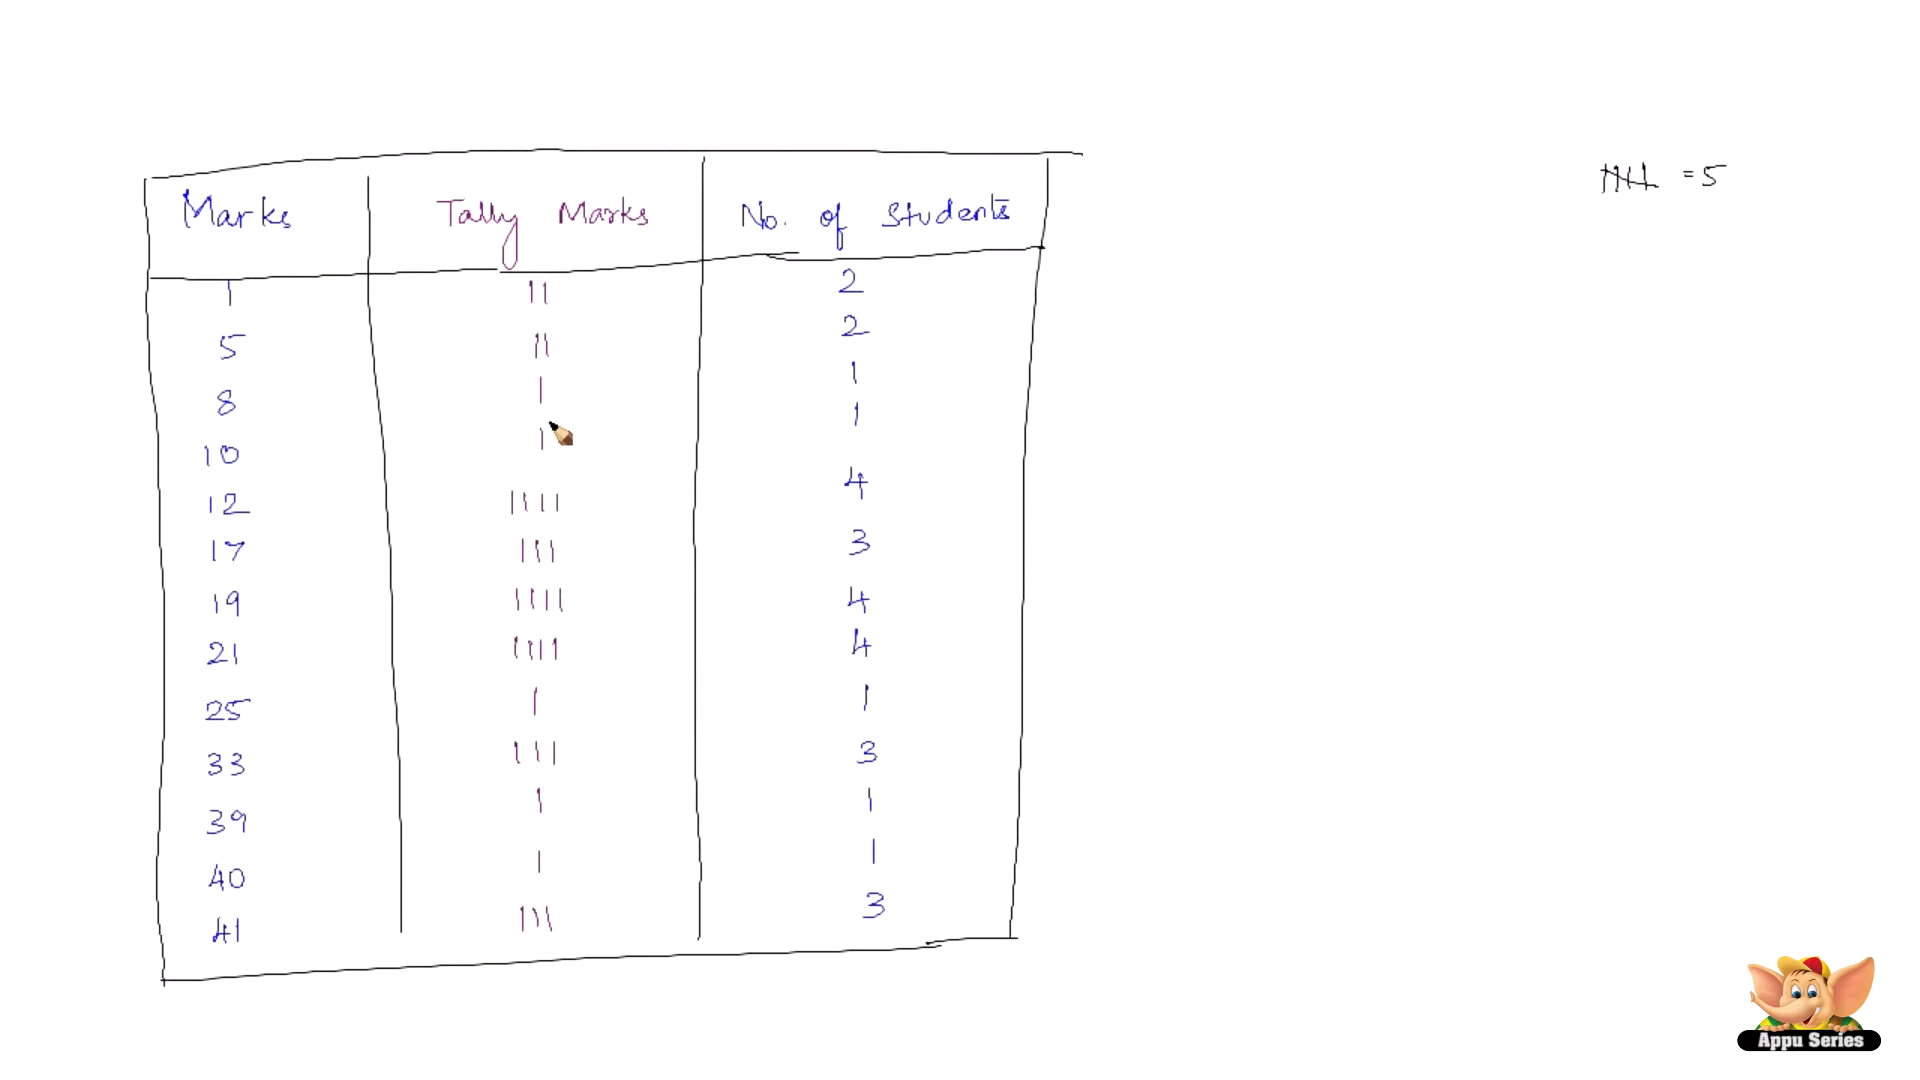 Marks Tally Marks No. of Students
1 || 2
5 || 2
8 | 1
10 | 1
12 |||| 4
17 ||| 3
19 |||| 4
21 |||| 4
25 | 1
33 ||| 3
39 | 1
40 | 1
41 ||| 3
= 5
Appu Series